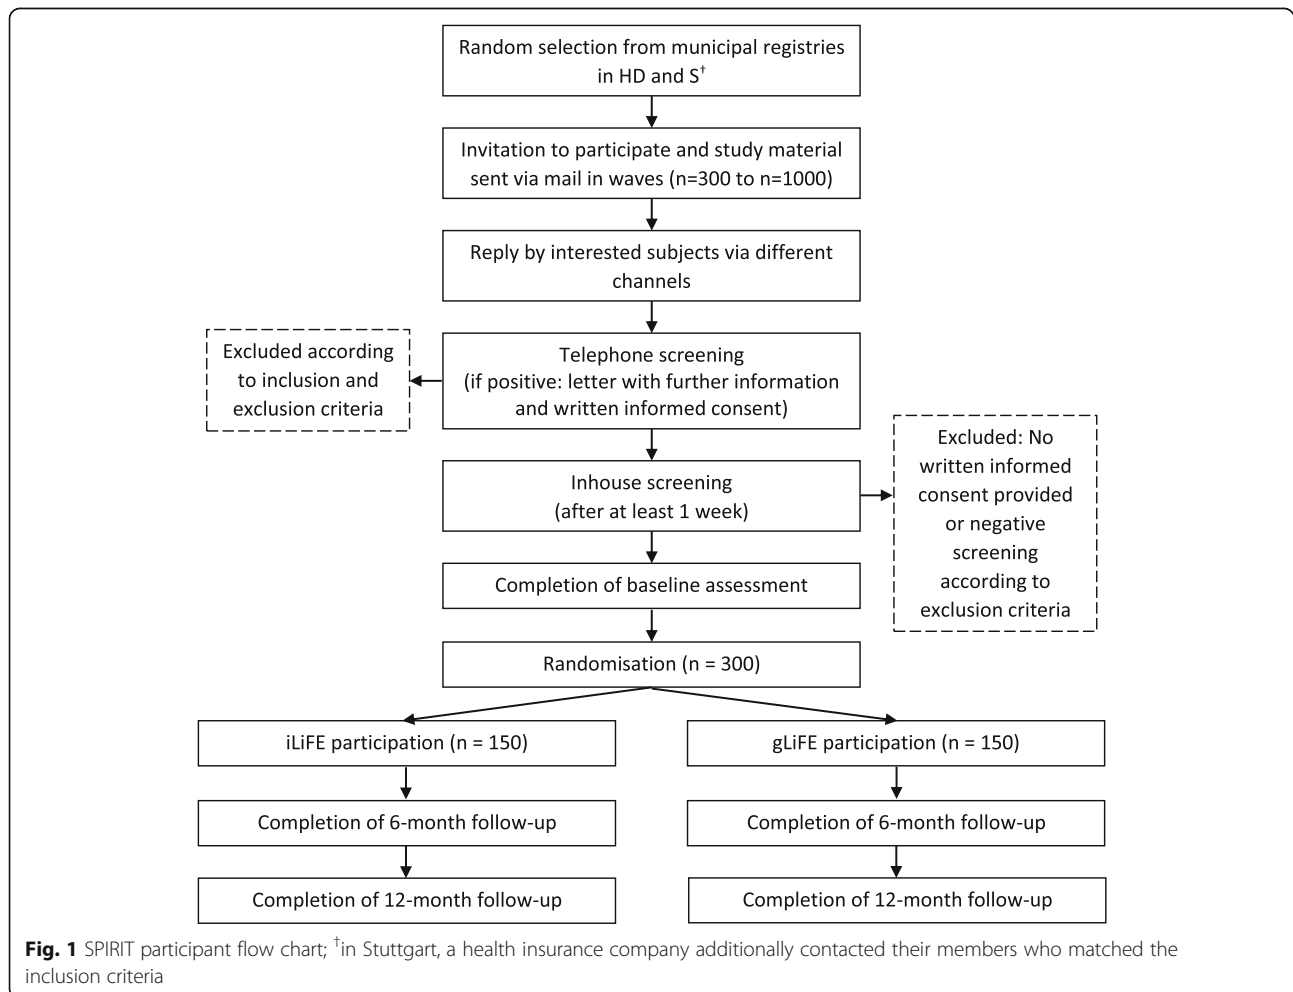 Random selection from municipal registries
in HD and S†
Invitation to participate and study material
sent via mail in waves (n=300 to n=1000)
Reply by interested subjects via different
channels
Excluded according
to inclusion and
exclusion criteria
Telephone screening
(if positive: letter with further information
and written informed consent)
Inhouse screening
(after at least 1 week)
Excluded: No
written informed
consent provided
or negative
screening
according to
exclusion criteria
Completion of baseline assessment
Randomisation (n = 300)
iLiFE participation (n = 150)
gLiFE participation (n = 150)
Completion of 6-month follow-up
Completion of 6-month follow-up
Completion of 12-month follow-up
Completion of 12-month follow-up
Fig. 1 SPIRIT participant flow chart; †in Stuttgart, a health insurance company additionally contacted their members who matched the
inclusion criteria